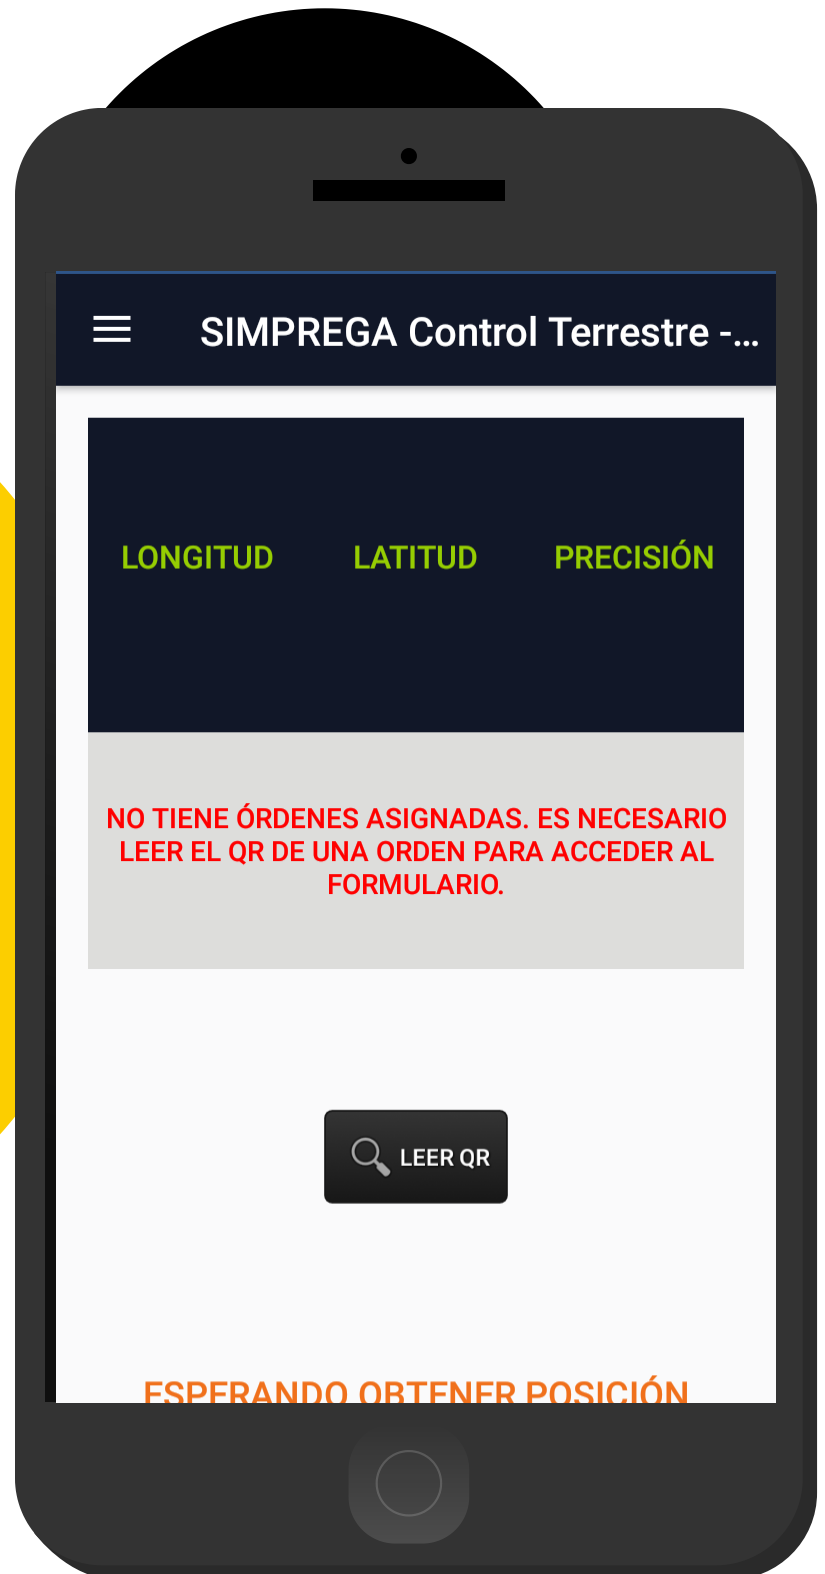 SIMPREGA Control Terrestre -...
LONGITUD LATITUD PRECISIÓN
NO TIENE ÓRDENES ASIGNADAS. ES NECESARIO
LEER EL QR DE UNA ORDEN PARA ACCEDER AL
FORMULARIO.
LEER QR
ESPERANDO OBTENER POSICIÓN